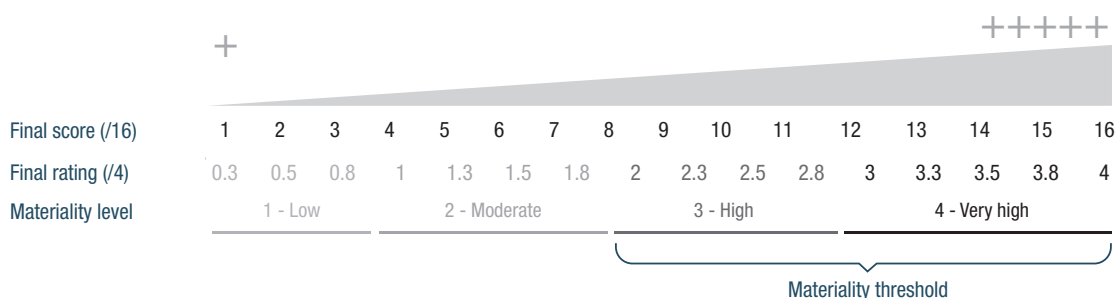 + +++++
Final score (/16) 1 2 3 4 5 6 7 8 9 10 11 12 13 14 15 16
Final rating (/4) 0.3 0.5 0.8 1 1.3 1.5 1.8 2 2.3 2.5 2.8 3 3.3 3.5 3.8 4
Materiality level 1 - Low 2 - Moderate 3 - High 4 - Very high
Materiality threshold